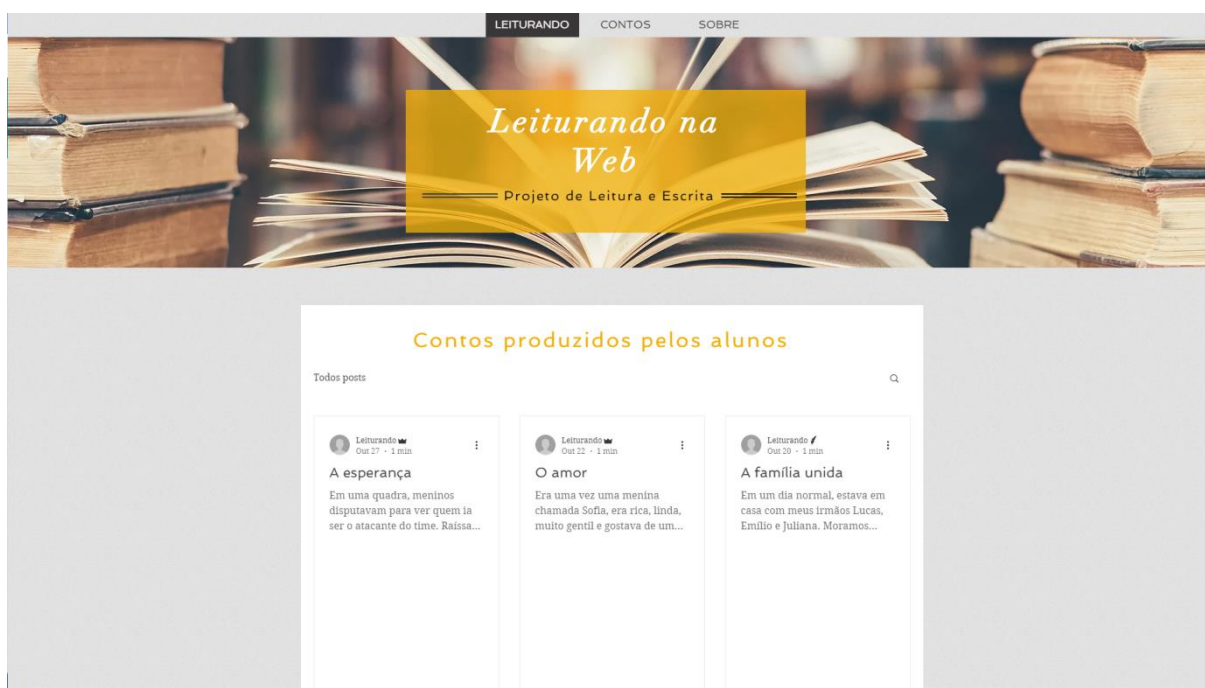 LEITURANDO CONTOS SOBRE
Leiturando na
Web
Projeto de Leitura e Escrita
Contos produzidos pelos alunos
Todos posts
Leiturando
Out 27 · 1 min
A esperança
Em uma quadra, meninos
disputavam para ver quem ia
ser o atacante do time. Raíssa...
Leiturando
Out 22 · 1 min
O amor
Era uma vez uma menina
chamada Sofia, era rica, linda,
muito gentil e gostava de um...
Leiturando
Out 20 · 1 min
A família unida
Em um dia normal, estava em
casa com meus irmãos Lucas,
Emílio e Juliana. Moramos...